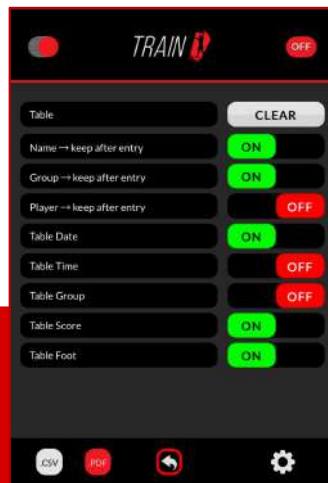 TRAIN
OFF
Table CLEAR
Name → keep after entry ON
Group → keep after entry ON
Player → keep after entry OFF
Table Date ON
Table Time OFF
Table Group OFF
Table Score ON
Table Foot ON
.CSV .PDF